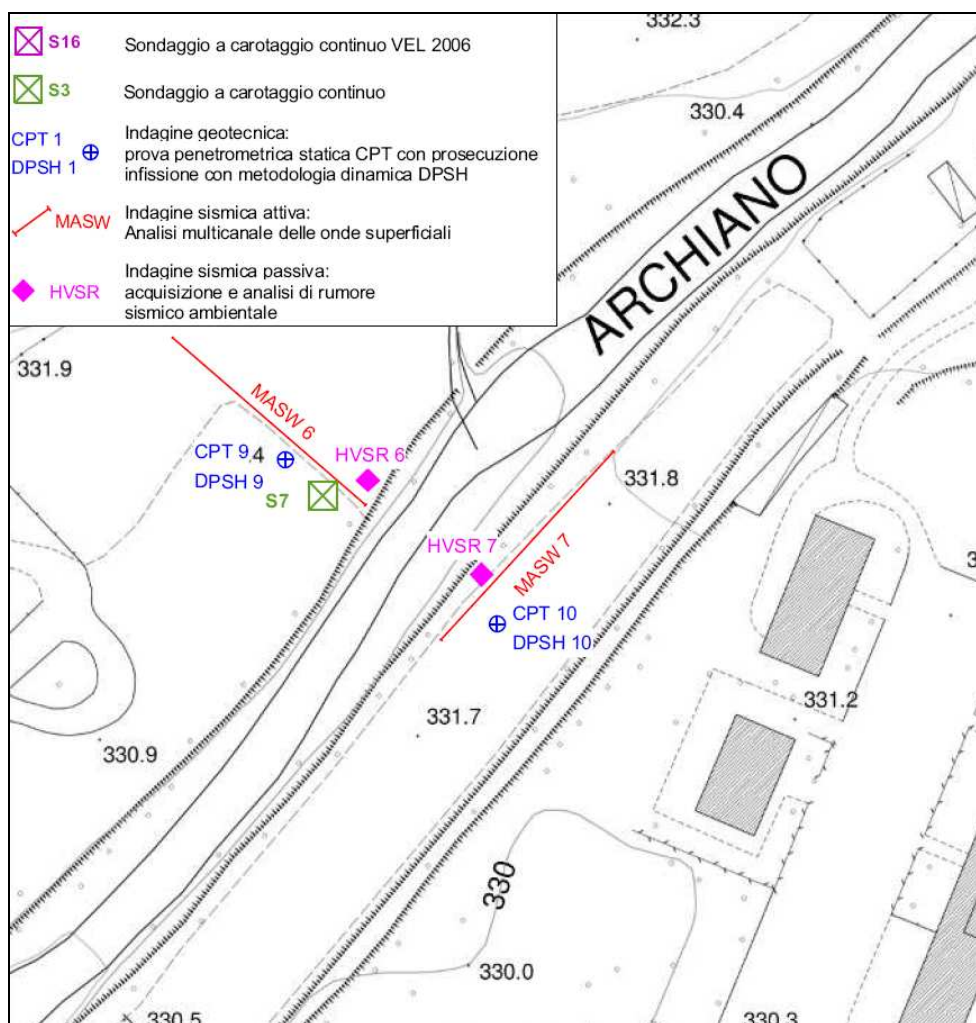 S16 Sondaggio a carotaggio continuo VEL 2006
S3 Sondaggio a carotaggio continuo
CPT 1
DPSH 1
Indagine geotecnica:
prova penetrometrica statica CPT con prosecuzione
infissione con metodologia dinamica DPSH
MASW
Indagine sismica attiva:
Analisi multicanale delle onde superficiali
HVSR
Indagine sismica passiva:
acquisizione e analisi di rumore
sismico ambientale
332.3
330.4
ARCHIANO
331.9
MASW 6
CPT 9
.4
DPSH 9
S7
HVSR 6
331.8
HVSR 7
MASW 7
CPT 10
DPSH 10
331.2
331.7
330.9
330
330.0
330.5
330.3